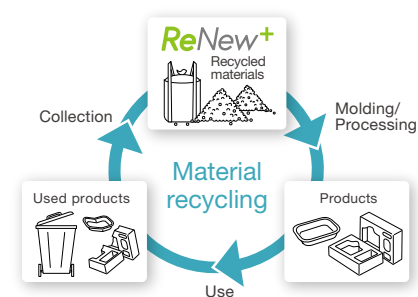 ReNew+
Recycled
materials
Collection
Molding/
Processing
Material
recycling
Used products
Products
Use